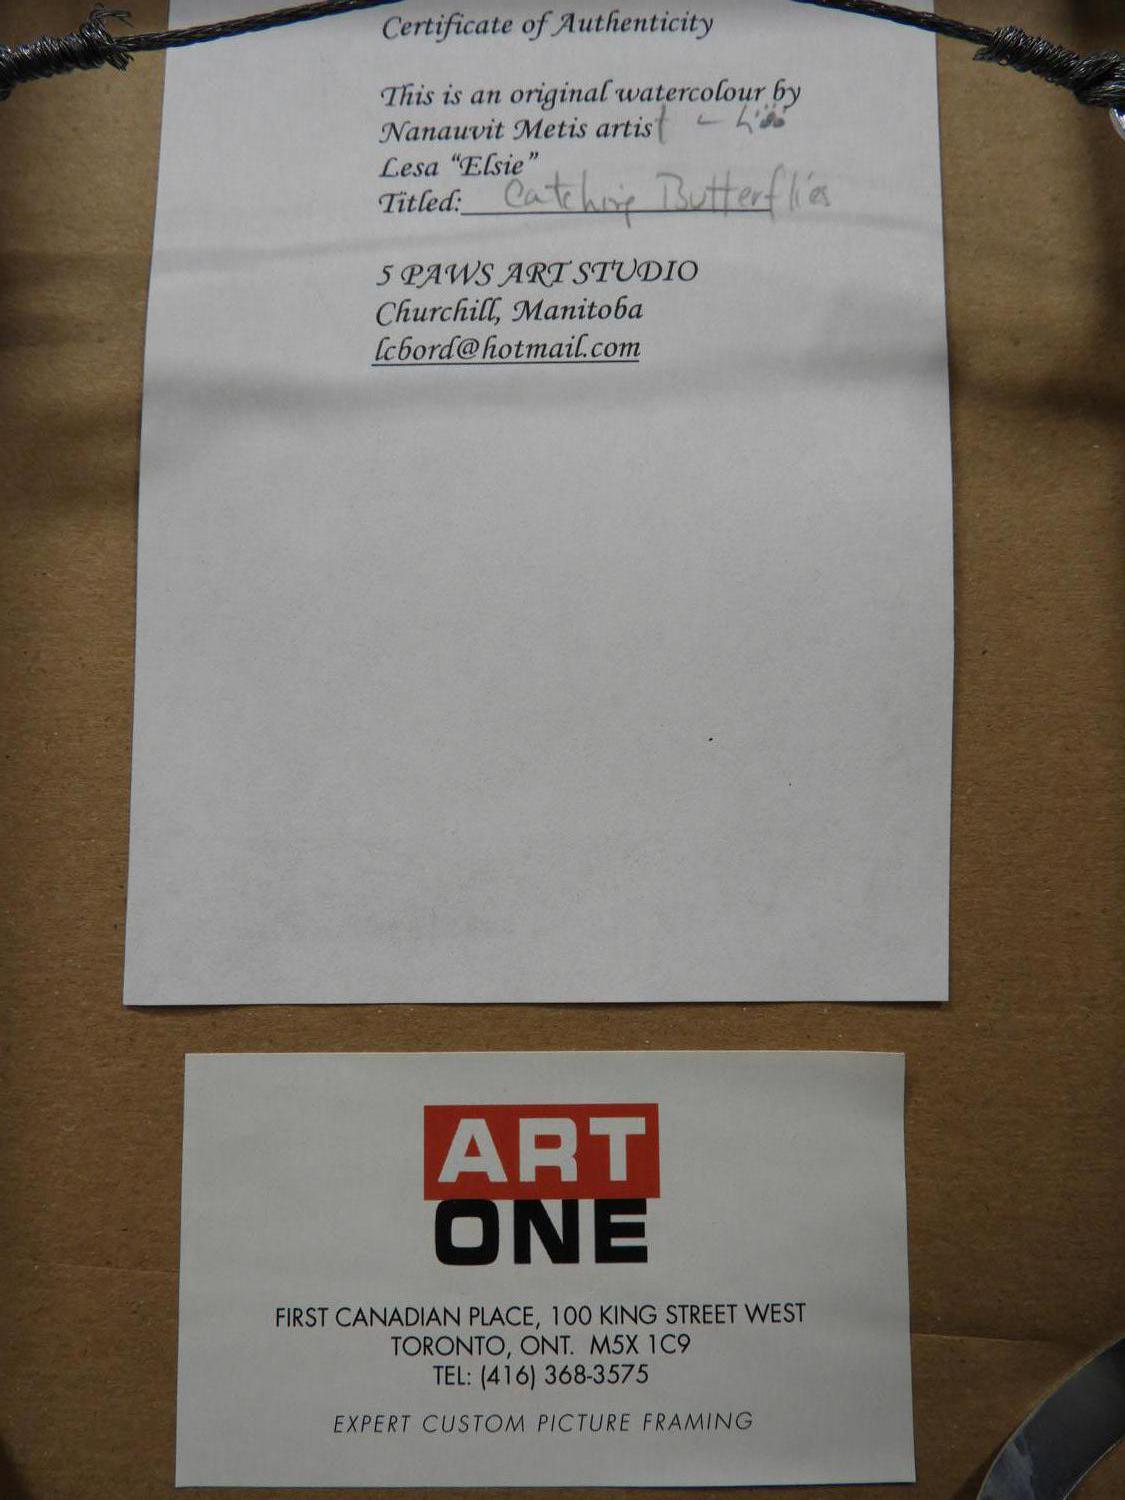 Certificate of Authenticity
This is an original watercolour by
Nanauvit Metis artist -
Lesa "Elsie"
Titled: Catching Butterflies
5 PAWS ART STUDIO
Churchill, Manitoba
lcbord@hotmail.com
ART
ONE
FIRST CANADIAN PLACE, 100 KING STREET WEST
TORONTO, ONT. M5X 1C9
TEL: (416) 368-3575
EXPERT CUSTOM PICTURE FRAMING